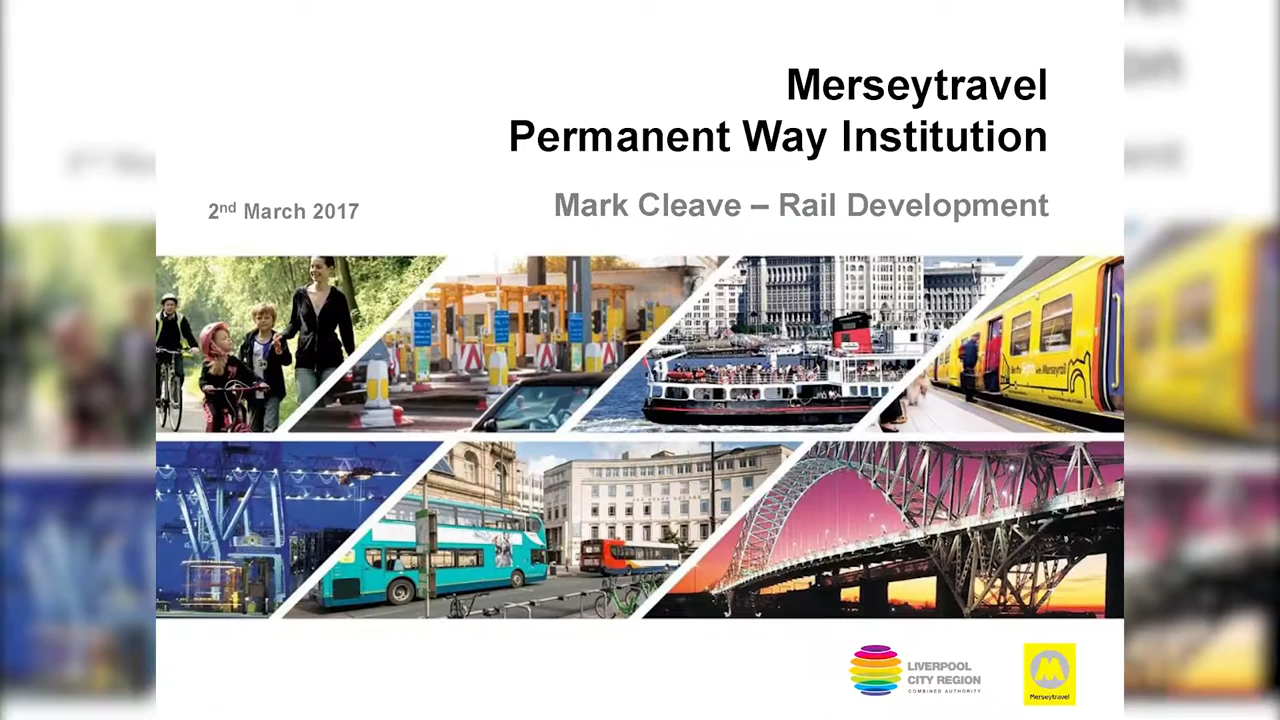 Merseytravel
Permanent Way Institution
2nd March 2017
Mark Cleave – Rail Development
LIVERPOOL
CITY REGION
COMBINED AUTHORITY
Merseytravel